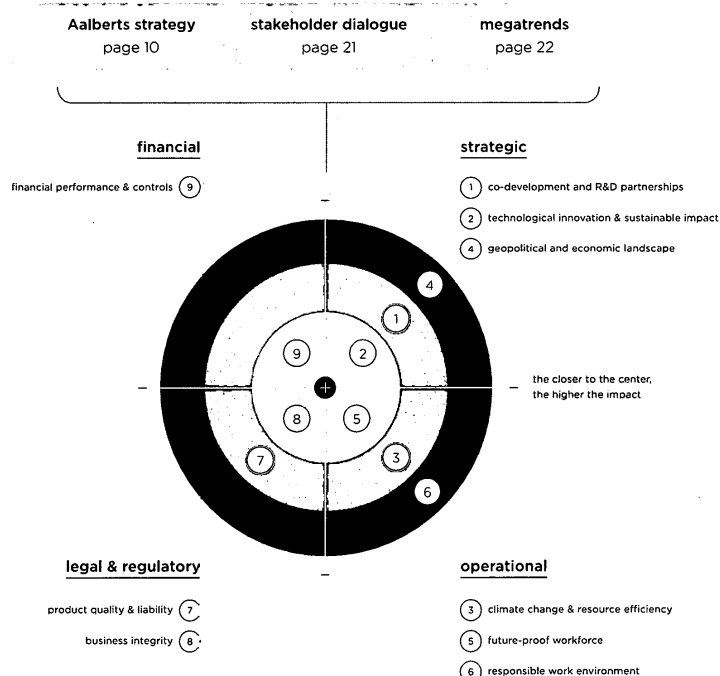 Aalberts strategy
page 10
stakeholder dialogue
page 21
megatrends
page 22
financial
financial performance & controls 9
strategic
1 co-development and R&D partnerships
2 technological innovation & sustainable impact
4 geopolitical and economic landscape
4
1
9
2
8
5
7
3
6
the closer to the center,
the higher the impact
legal & regulatory
product quality & liability 7
business integrity 8
operational
3 climate change & resource efficiency
5 future-proof workforce
6 responsible work environment